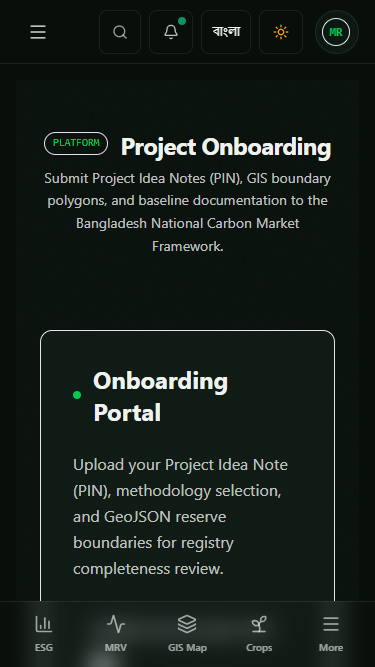 বাংলা
MR
PLATFORM
Project Onboarding
Submit Project Idea Notes (PIN), GIS boundary
polygons, and baseline documentation to the
Bangladesh National Carbon Market
Framework.
Onboarding
Portal
Upload your Project Idea Note
(PIN), methodology selection,
and GeoJSON reserve
boundaries for registry
completeness review.
ESG
MRV
GIS Map
Crops
More